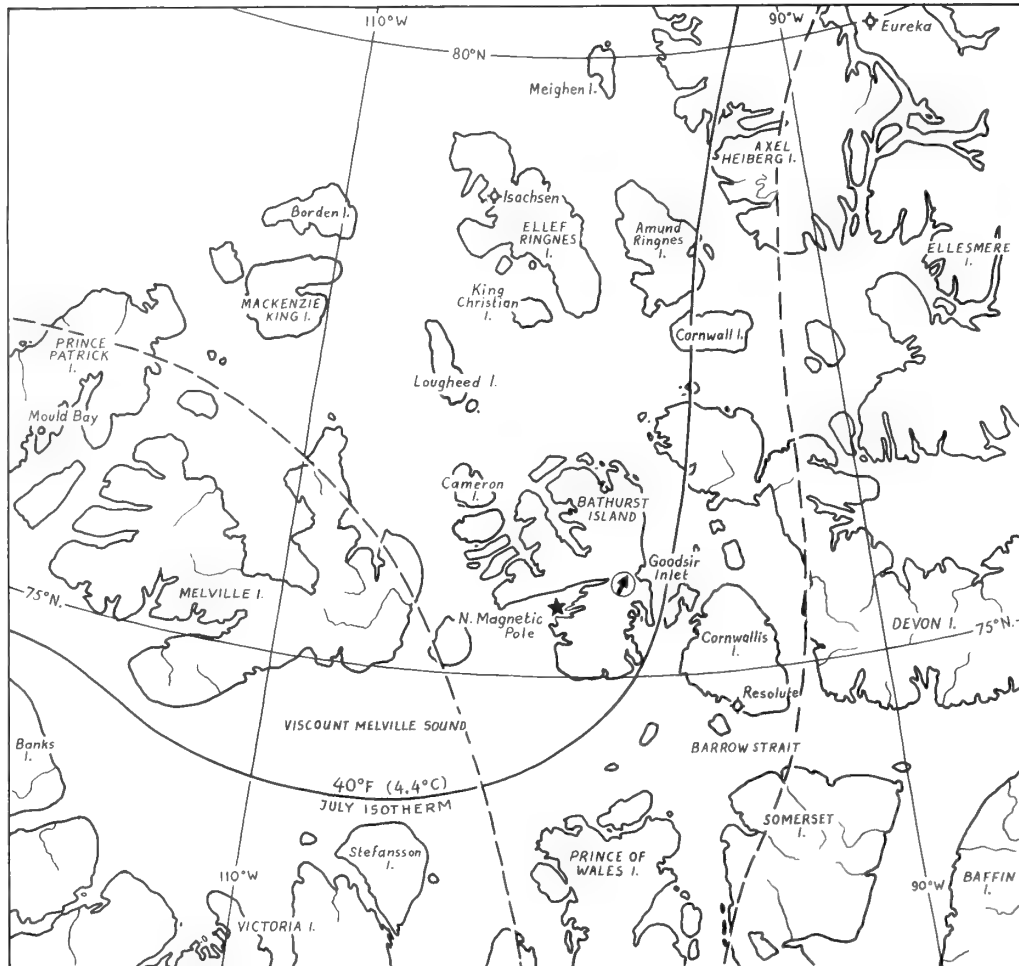 110°W
90°W
Eureka
80°N
Meighen I.
AXEL
HEIBERG I.
Isachsen
Borden I.
ELLEF
RINGNES
I.
Amund
Ringnes
I.
ELLESMERE
I.
MACKENZIE
KING I.
King
Christian
I.
PRINCE
PATRICK
I.
Cornwall I.
Lougheed I.
Mould Bay
Cameron
I.
BATHURST
ISLAND
Goodsir
Inlet
75°N.
MELVILLE I.
N. Magnetic
Pole
Cornwallis
I.
DEVON I.
75°N.
Resolute
VISCOUNT MELVILLE SOUND
BARROW STRAIT
Banks
I.
40°F (4.4°C)
JULY ISOTHERM
SOMERSET
I.
Stefansson
I.
PRINCE OF
WALES I.
110°W
90°W
BAFFIN
I.
VICTORIA I.